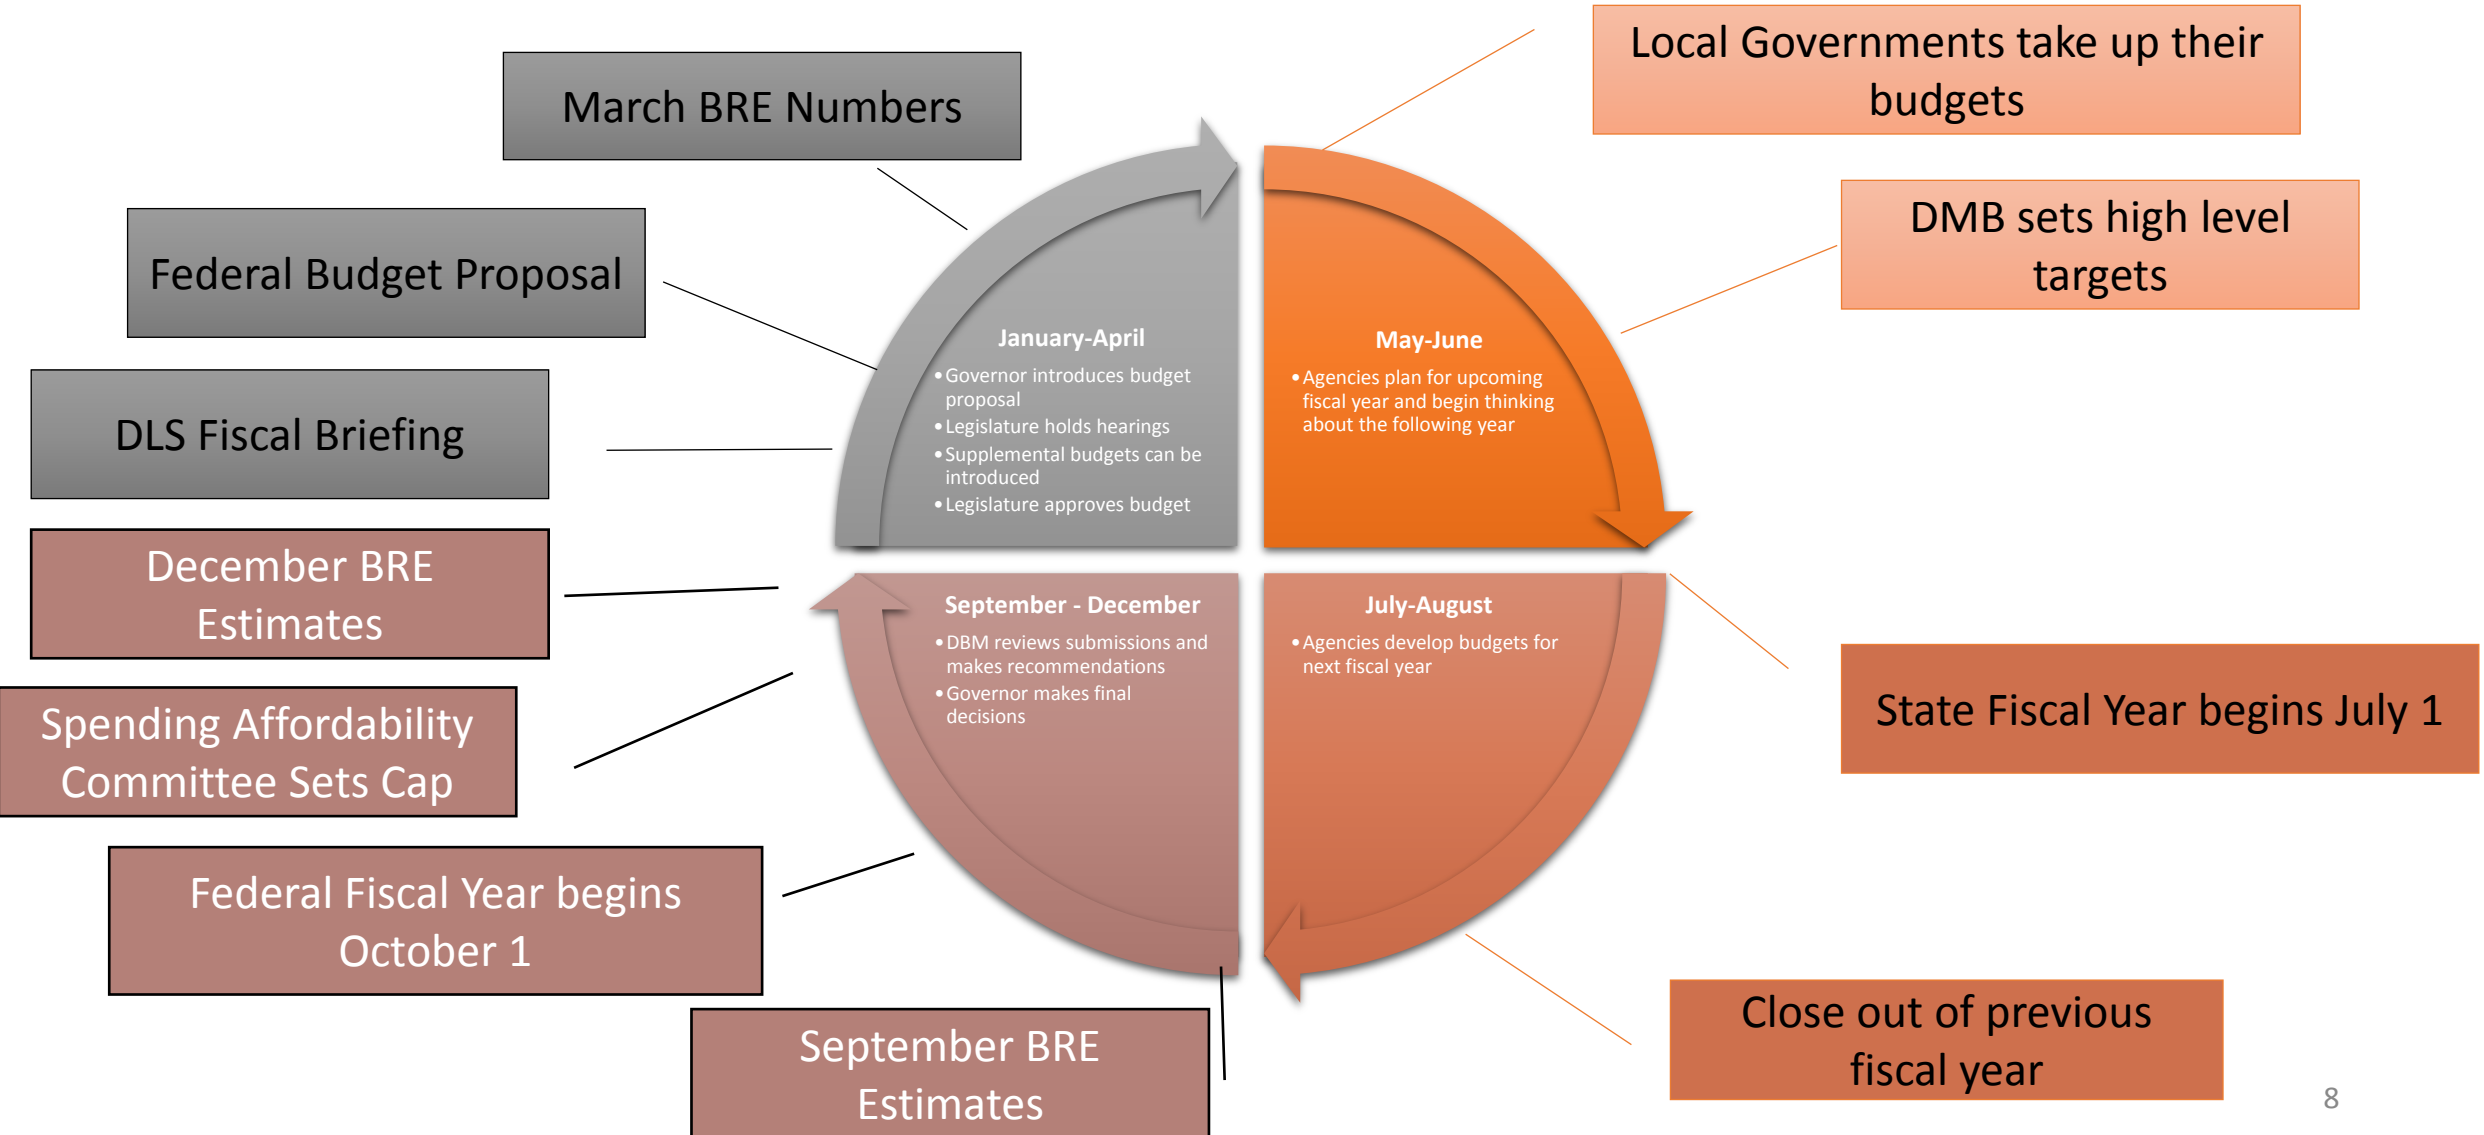 March BRE Numbers
Federal Budget Proposal
DLS Fiscal Briefing
December BRE
Estimates
Spending Affordability
Committee Sets Cap
Federal Fiscal Year begins
October 1
September BRE
Estimates
January-April
•Governor introduces budget
proposal
•Legislature holds hearings
•Supplemental budgets can be
introduced
•Legislature approves budget
May-June
•Agencies plan for upcoming
fiscal year and begin thinking
about the following year
September - December
•DBM reviews submissions and
makes recommendations
•Governor makes final
decisions
July-August
•Agencies develop budgets for
next fiscal year
Local Governments take up their
budgets
DMB sets high level
targets
State Fiscal Year begins July 1
Close out of previous
fiscal year
8